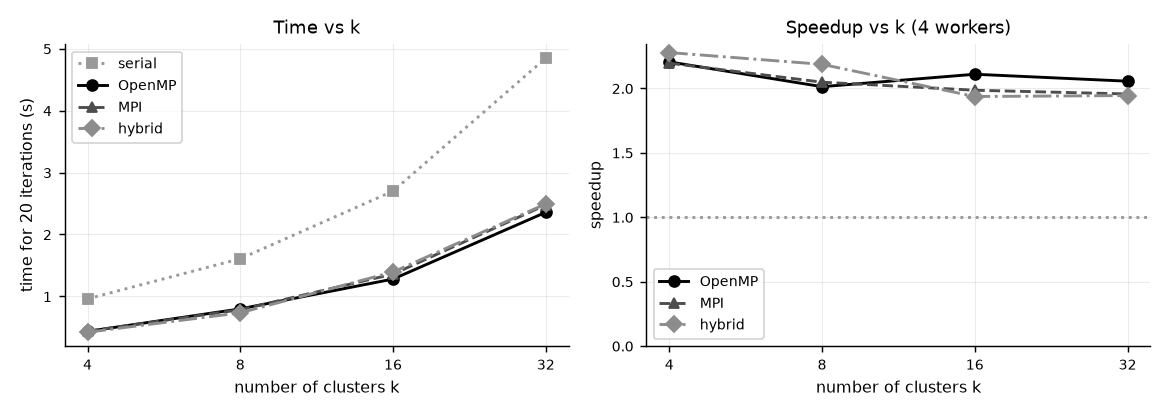 Time vs k
5
4
3
2
1
time for 20 iterations (s)
serial
OpenMP
MPI
hybrid
4 8 16 32
number of clusters k
Speedup vs k (4 workers)
2.0
1.5
1.0
0.5
0.0
speedup
OpenMP
MPI
hybrid
4 8 16 32
number of clusters k